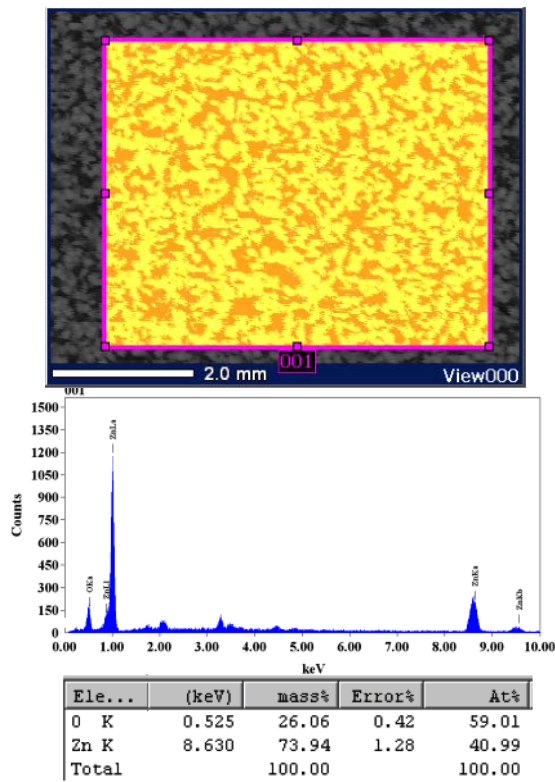 001
2.0 mm View000
001
1500
1350
1200
1050
900
750
600
450
300
150
0
Counts
OKa
ZnLl
ZnLa
ZnKa
ZnKb
0.00 1.00 2.00 3.00 4.00 5.00 6.00 7.00 8.00 9.00 10.00
keV
Ele... (keV) mass% Error% At%
O K 0.525 26.06 0.42 59.01
Zn K 8.630 73.94 1.28 40.99
Total 100.00 100.00